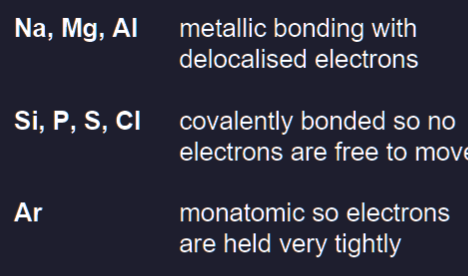 Na, Mg, Al metallic bonding with
delocalised electrons
Si, P, S, Cl covalently bonded so no
electrons are free to move
Ar monatomic so electrons
are held very tightly